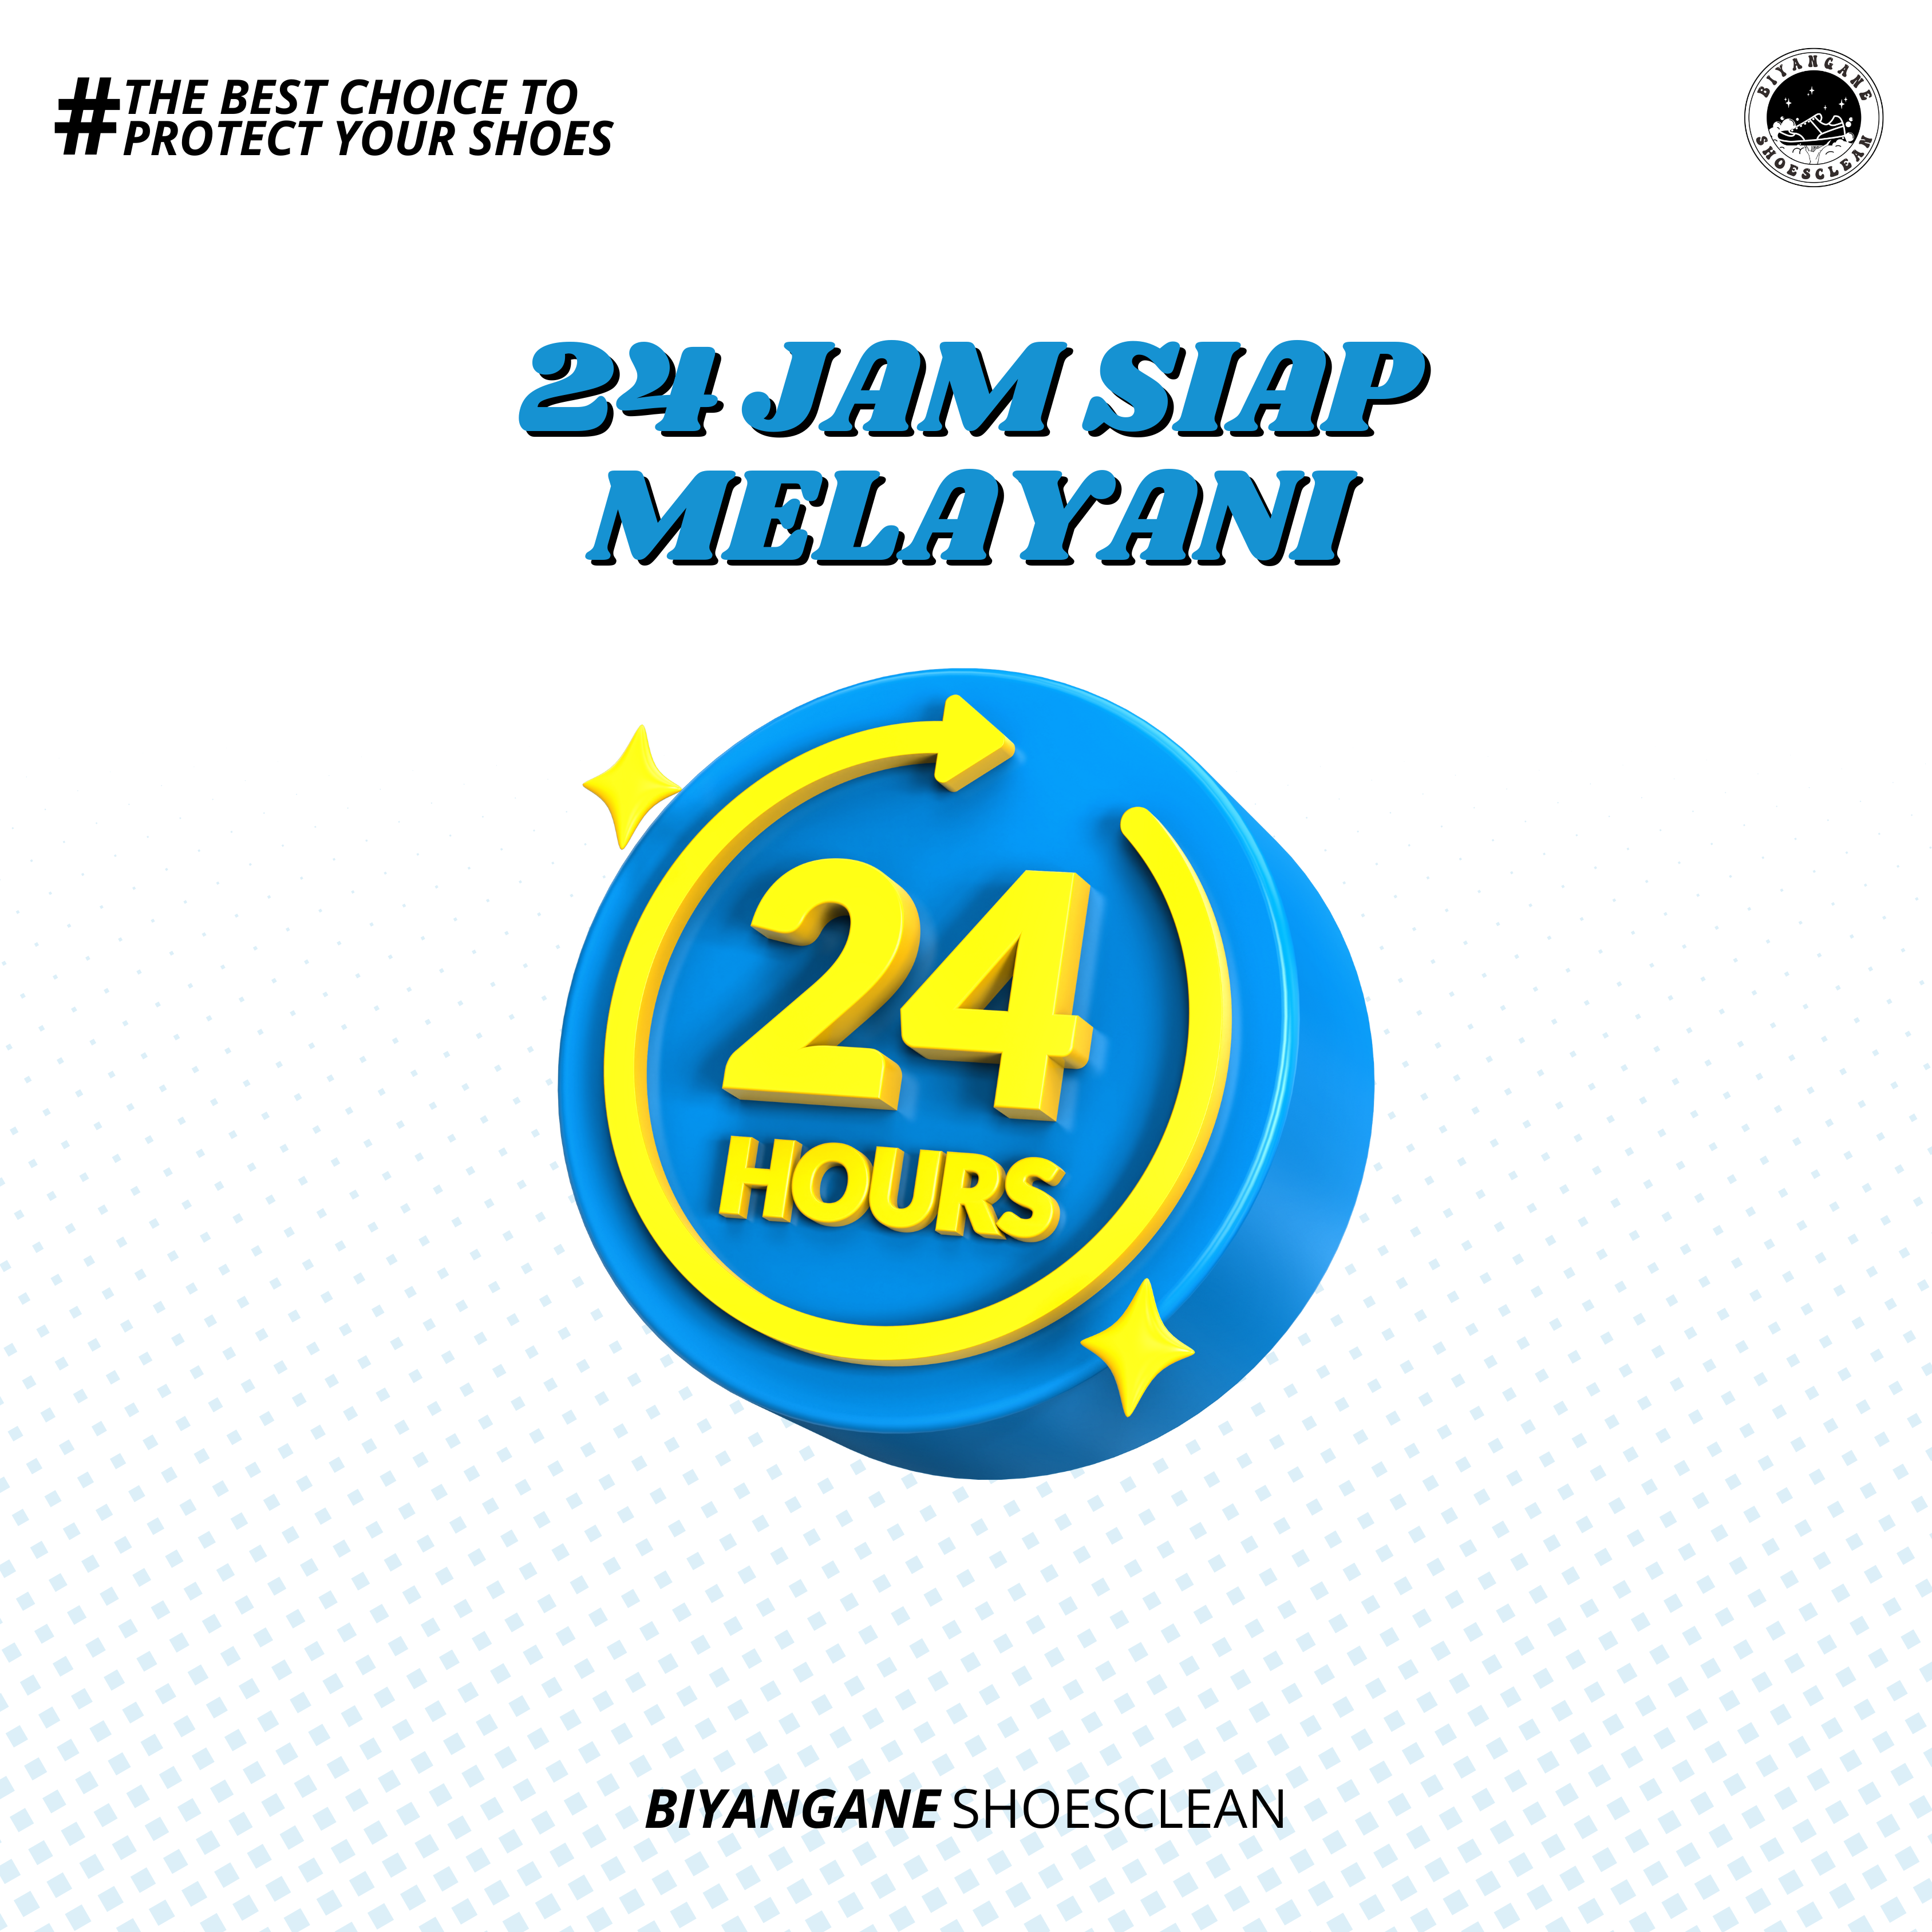 #THE BEST CHOICE TO
PROTECT YOUR SHOES
BIYANGANE
SHOESCLEAN
24 JAM SIAP
MELAYANI
24
HOURS
BIYANGANE SHOESCLEAN